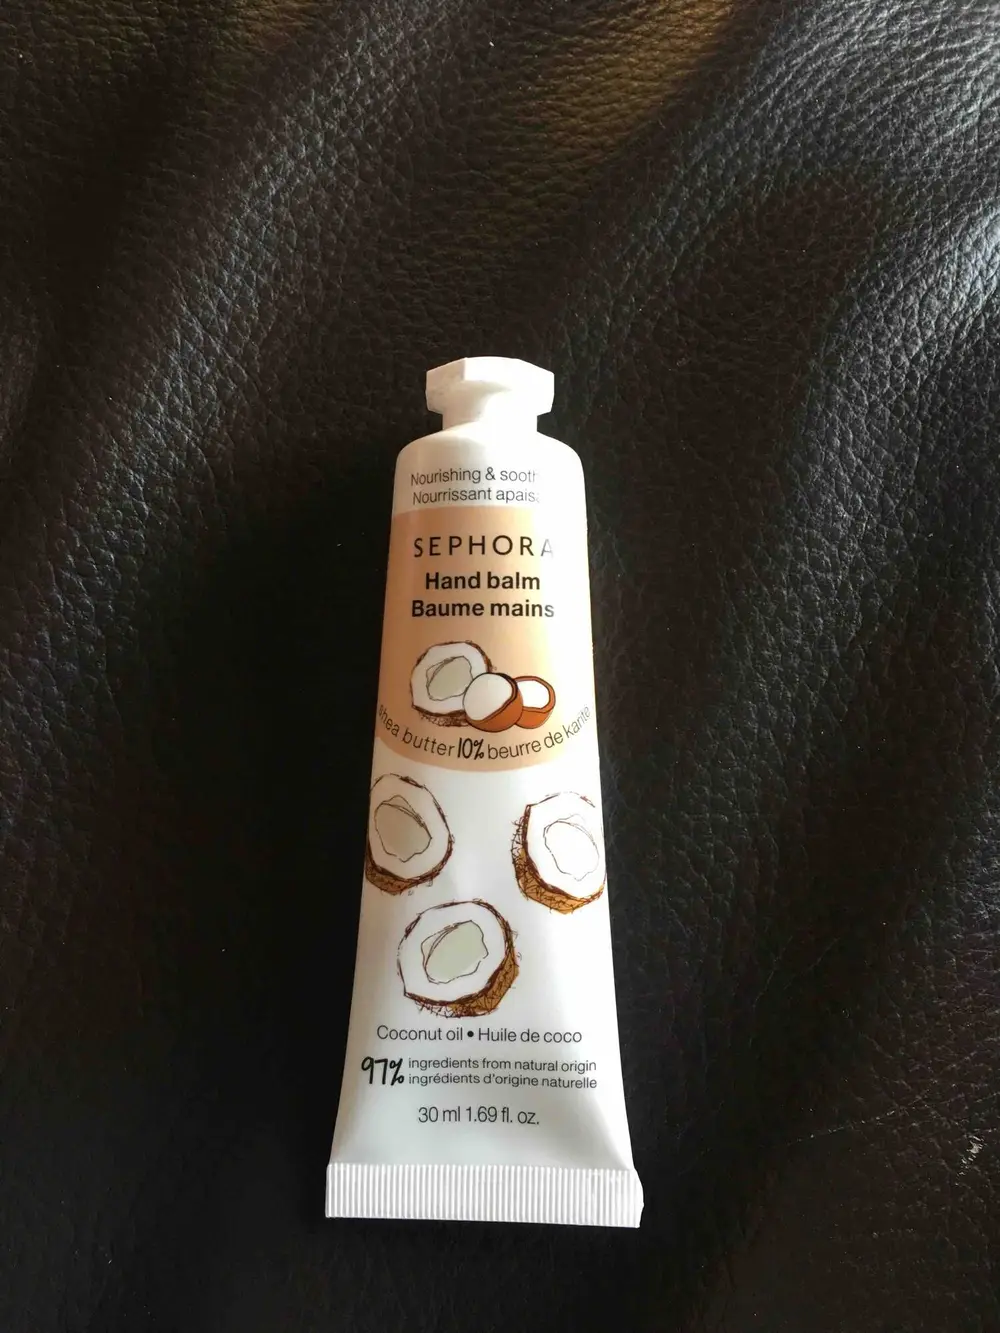 Nourishing & sooth
Nourrissant apais
SEPHORA
Hand balm
Baume mains
shea butter 10% beurre de karité
Coconut oil • Huile de coco
97% ingredients from natural origin
ingrédients d'origine naturelle
30 ml 1.69 fl. oz.